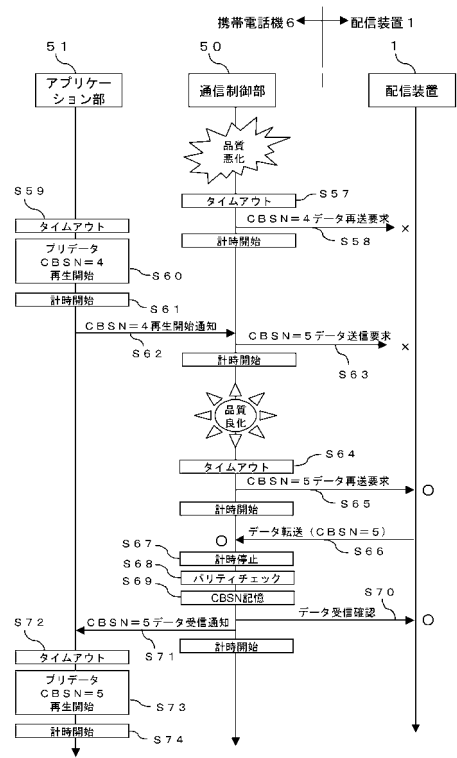 携帯電話機6 配信装置1
51 50 1
アプリケーション部 通信制御部 配信装置
品質
悪化
S57
タイムアウト
S59
CBSN=4データ再送要求
×
タイムアウト
S58
計時開始
プリデータ
CBSN=4
再生開始
S60
S61
計時開始
CBSN=4再生開始通知
S62
CBSN=5データ送信要求
×
S63
計時開始
品質
良化
S64
タイムアウト
CBSN=5データ再送要求
○
S65
計時開始
データ転送(CBSN=5)
○
S66
S67
計時停止
S68
パリティチェック
S69
CBSN記憶
S70
データ受信確認
○
S72
CBSN=5データ受信通知
S71
計時開始
タイムアウト
プリデータ
CBSN=5
再生開始
S73
計時開始
S74